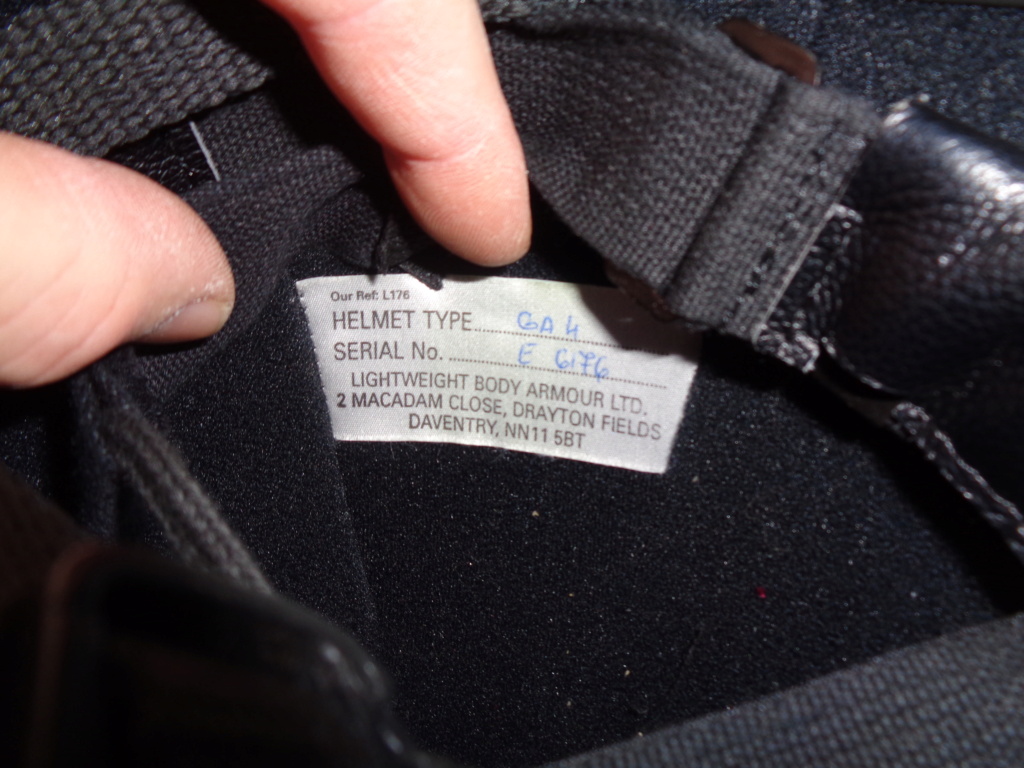 Our Ref: L176
HELMET TYPE.......... GA 4
SERIAL No. .......... E 6176
LIGHTWEIGHT BODY ARMOUR LTD.
2 MACADAM CLOSE, DRAYTON FIELDS
DAVENTRY, NN11 5BT